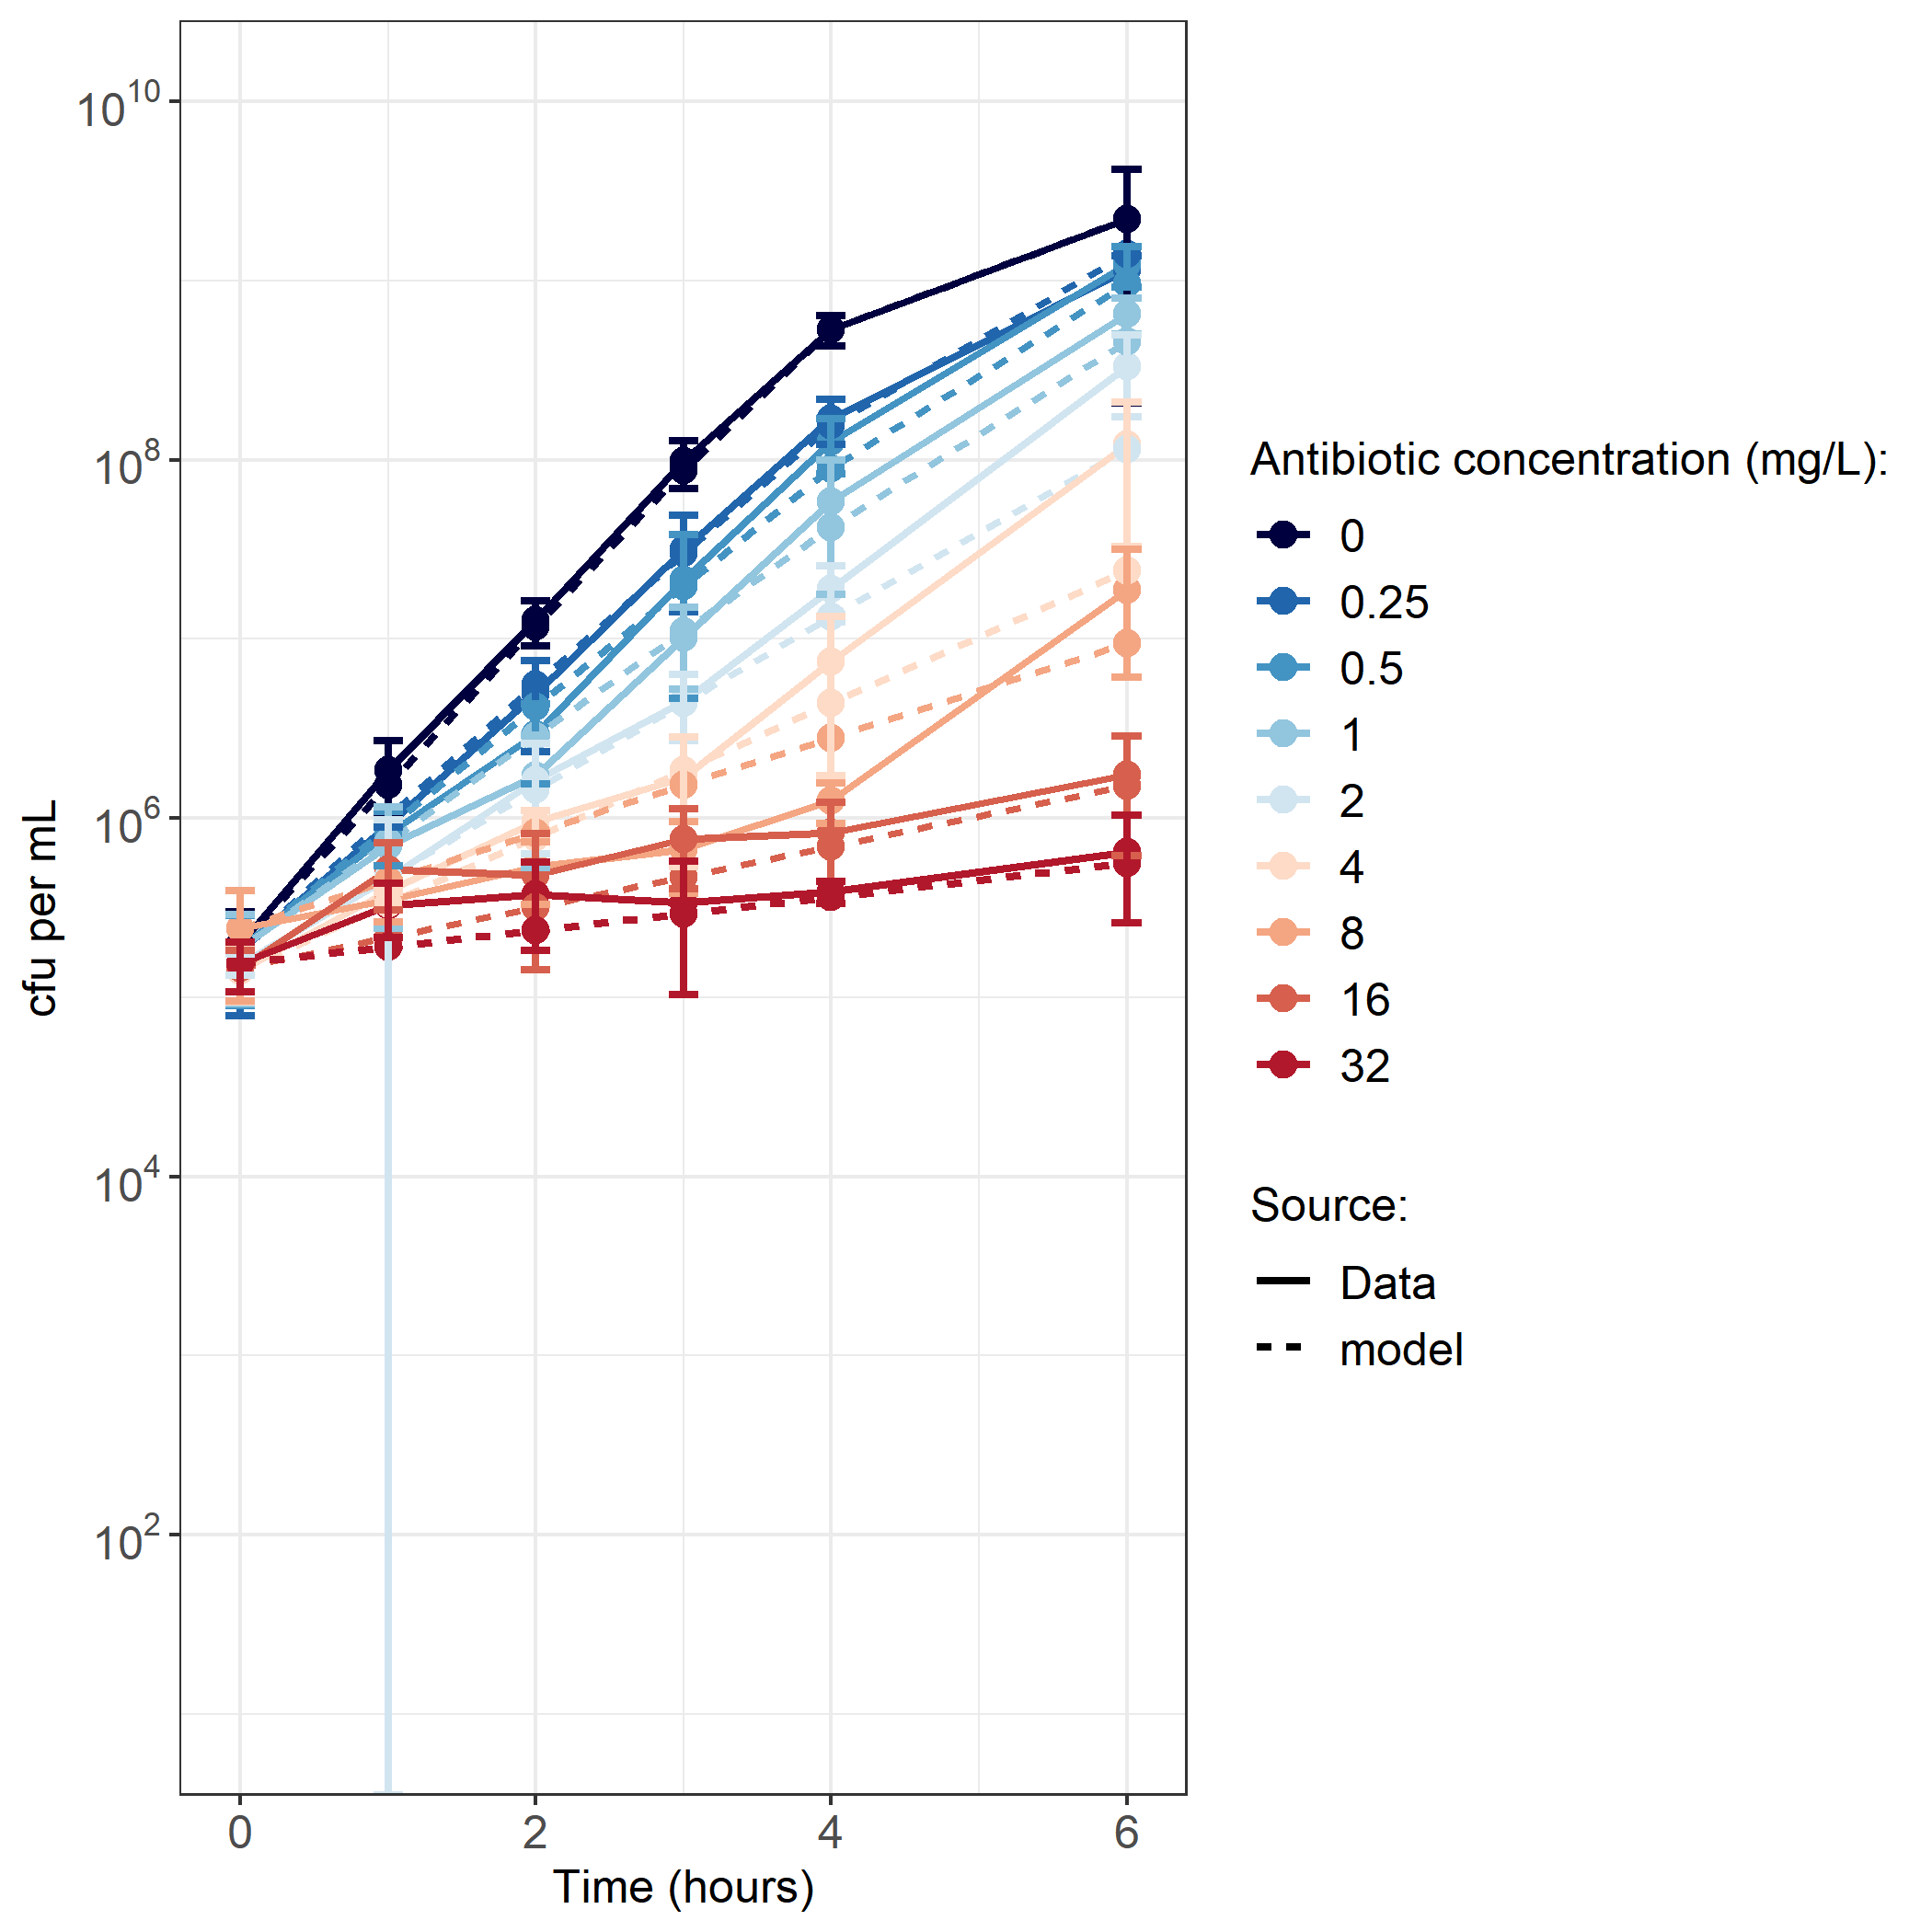 10^10
10^8
10^6
10^4
10^2
cfu per mL
0 2 4 6
Time (hours)
Antibiotic concentration (mg/L):
0
0.25
0.5
1
2
4
8
16
32
Source:
Data
model